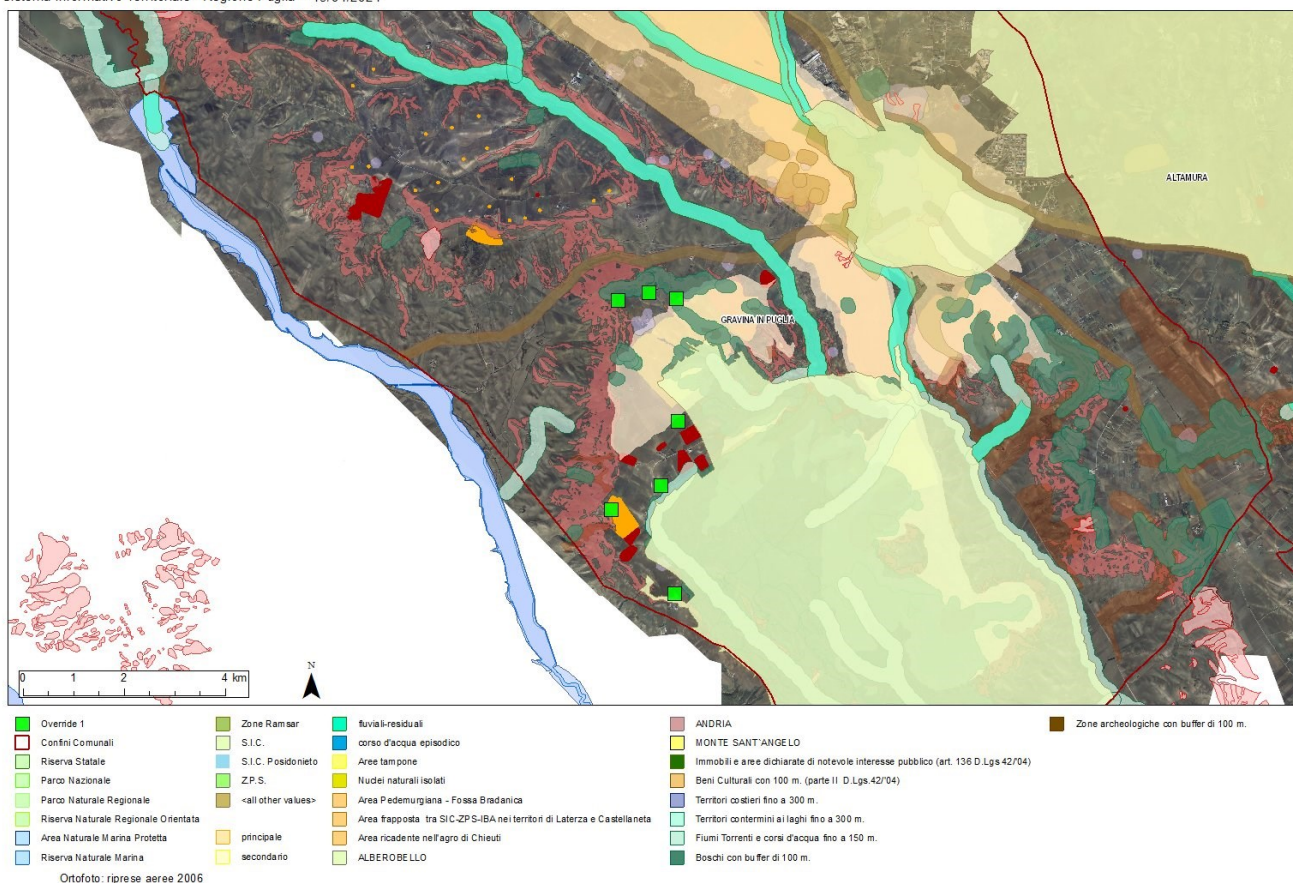 Sistema Informativo Territoriale - Regione Puglia
ALTAMURA
GRAVINA IN PUGLIA
0 1 2 4 km
N
Override 1
Confini Comunali
Riserva Statale
Parco Nazionale
Parco Naturale Regionale
Riserva Naturale Regionale Orientata
Area Naturale Marina Protetta
Riserva Naturale Marina
Zone Ramsar
S.I.C.
S.I.C. Posidonieto
Z.P.S.
<all other values>
principale
secondario
fluviali-residuali
corso d'acqua episodico
Aree tampone
Nuclei naturali isolati
Area Pedemurgiana - Fossa Bradanica
Area frapposta tra SIC-ZPS-IBA nei territori di Laterza e Castellaneta
Area ricadente nell'agro di Chieuti
ALBEROBELLO
ANDRIA
MONTE SANT'ANGELO
Immobili e aree dichiarate di notevole interesse pubblico (art. 136 D.Lgs 42/'04)
Beni Culturali con 100 m. (parte II D.Lgs.42/'04)
Territori costieri fino a 300 m.
Territori contermini ai laghi fino a 300 m.
Fiumi Torrenti e corsi d'acqua fino a 150 m.
Boschi con buffer di 100 m.
Zone archeologiche con buffer di 100 m.
Ortofoto: riprese aeree 2006